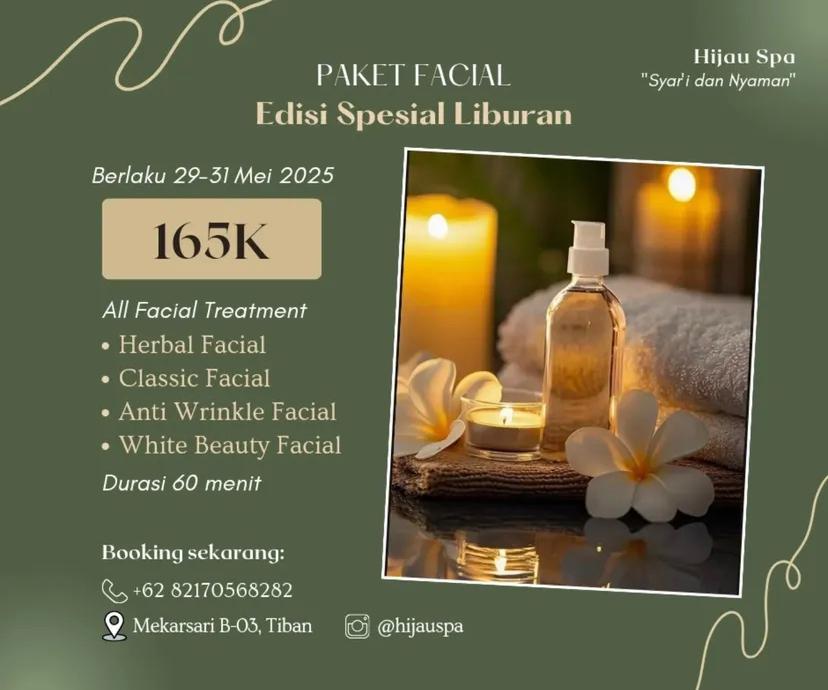 Hijau Spa
"Syar'i dan Nyaman"
PAKET FACIAL
Edisi Spesial Liburan
Berlaku 29-31 Mei 2025
165K
All Facial Treatment
• Herbal Facial
• Classic Facial
• Anti Wrinkle Facial
• White Beauty Facial
Durasi 60 menit
Booking sekarang:
+62 82170568282
Mekarsari B-03, Tiban
@hijauspa